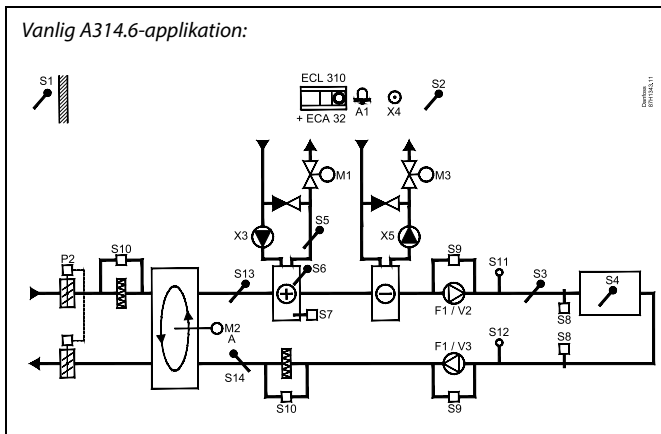 Vanlig A314.6-applikation:
S1
ECL 310
+ ECA 32
A1
X4
S2
Danfoss
87H1343.11
M1
M3
X3
S5
X5
P2
S10
S13
S6
S7
S9
F1 / V2
S11
S3
S4
S8
M2
A
S14
S10
F1 / V3
S9
S12
S8